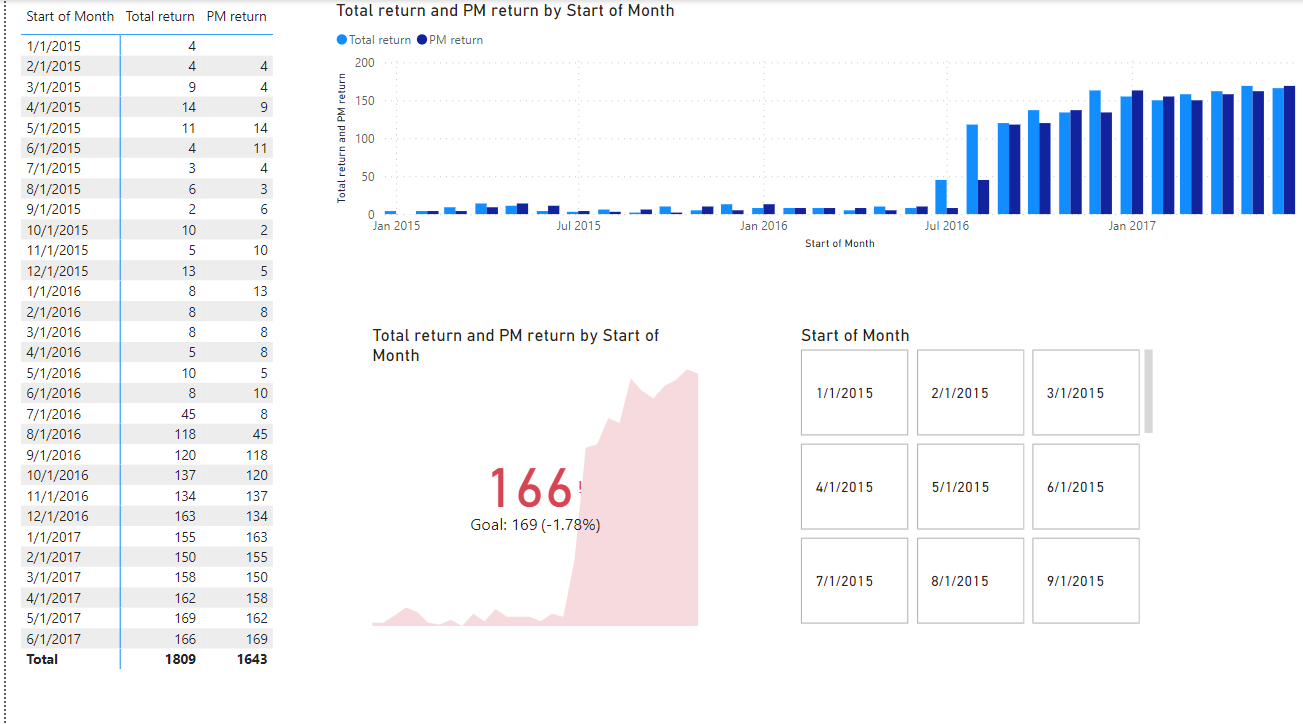 Start of Month Total return PM return
1/1/2015 4
2/1/2015 4 4
3/1/2015 9 4
4/1/2015 14 9
5/1/2015 11 14
6/1/2015 4 11
7/1/2015 3 4
8/1/2015 6 3
9/1/2015 2 6
10/1/2015 10 2
11/1/2015 5 10
12/1/2015 13 5
1/1/2016 8 13
2/1/2016 8 8
3/1/2016 8 8
4/1/2016 5 8
5/1/2016 10 5
6/1/2016 8 10
7/1/2016 45 8
8/1/2016 118 45
9/1/2016 120 118
10/1/2016 137 120
11/1/2016 134 137
12/1/2016 163 134
1/1/2017 155 163
2/1/2017 150 155
3/1/2017 158 150
4/1/2017 162 158
5/1/2017 169 162
6/1/2017 166 169
Total 1809 1643
Total return and PM return by Start of Month
Total return PM return
Total return and PM return
200
150
100
50
0
Jan 2015 Jul 2015 Jan 2016 Jul 2016 Jan 2017
Start of Month
Total return and PM return by Start of
Month
166!
Goal: 169 (-1.78%)
Start of Month
1/1/2015 2/1/2015 3/1/2015
4/1/2015 5/1/2015 6/1/2015
7/1/2015 8/1/2015 9/1/2015